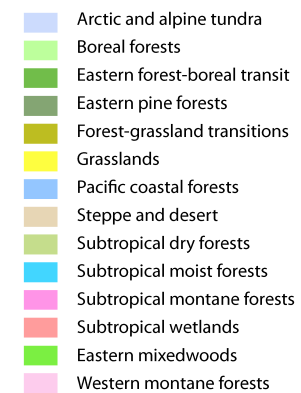 Arctic and alpine tundra
Boreal forests
Eastern forest-boreal transit
Eastern pine forests
Forest-grassland transitions
Grasslands
Pacific coastal forests
Steppe and desert
Subtropical dry forests
Subtropical moist forests
Subtropical montane forests
Subtropical wetlands
Eastern mixedwoods
Western montane forests